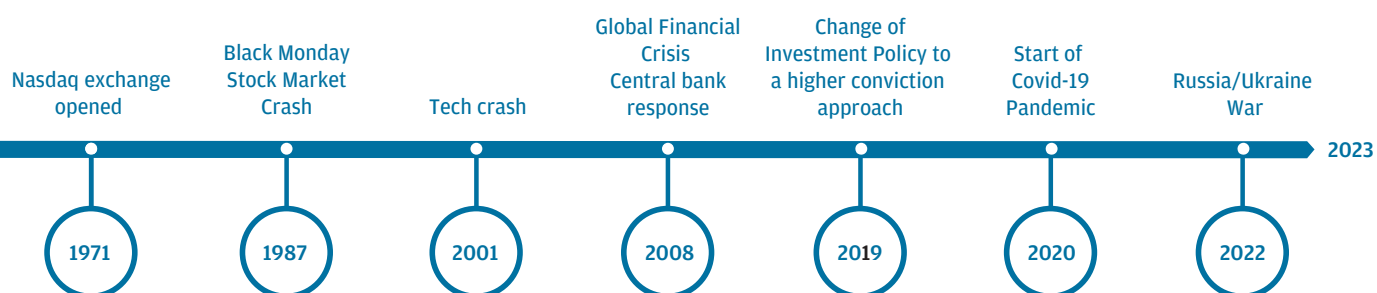 Nasdaq exchange
opened
Black Monday
Stock Market
Crash
Tech crash
Global Financial
Crisis
Central bank
response
Change of
Investment Policy to
a higher conviction
approach
Start of
Covid-19
Pandemic
Russia/Ukraine
War
2023
1971
1987
2001
2008
2019
2020
2022